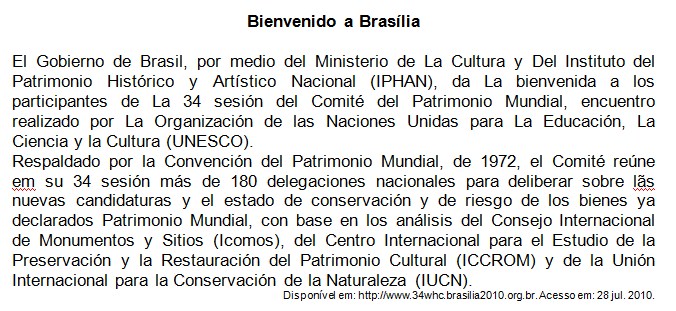 Bienvenido a Brasília
El Gobierno de Brasil, por medio del Ministerio de La Cultura y Del Instituto del
Patrimonio Histórico y Artístico Nacional (IPHAN), da La bienvenida a los
participantes de La 34 sesión del Comité del Patrimonio Mundial, encuentro
realizado por La Organización de las Naciones Unidas para La Educación, La
Ciencia y la Cultura (UNESCO).
Respaldado por la Convención del Patrimonio Mundial, de 1972, el Comité reúne
em su 34 sesión más de 180 delegaciones nacionales para deliberar sobre lãs
nuevas candidaturas y el estado de conservación y de riesgo de los bienes ya
declarados Patrimonio Mundial, con base en los análisis del Consejo Internacional
de Monumentos y Sitios (Icomos), del Centro Internacional para el Estudio de la
Preservación y la Restauración del Patrimonio Cultural (ICCROM) y de la Unión
Internacional para la Conservación de la Naturaleza (IUCN).
Disponível em: http://www.34whc.brasilia2010.org.br. Acesso em: 28 jul. 2010.